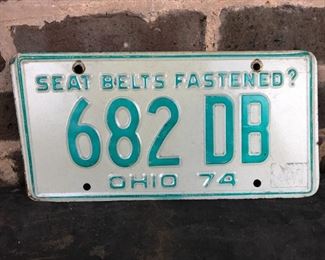 SEAT BELTS FASTENED?
682 DB
OHIO 74